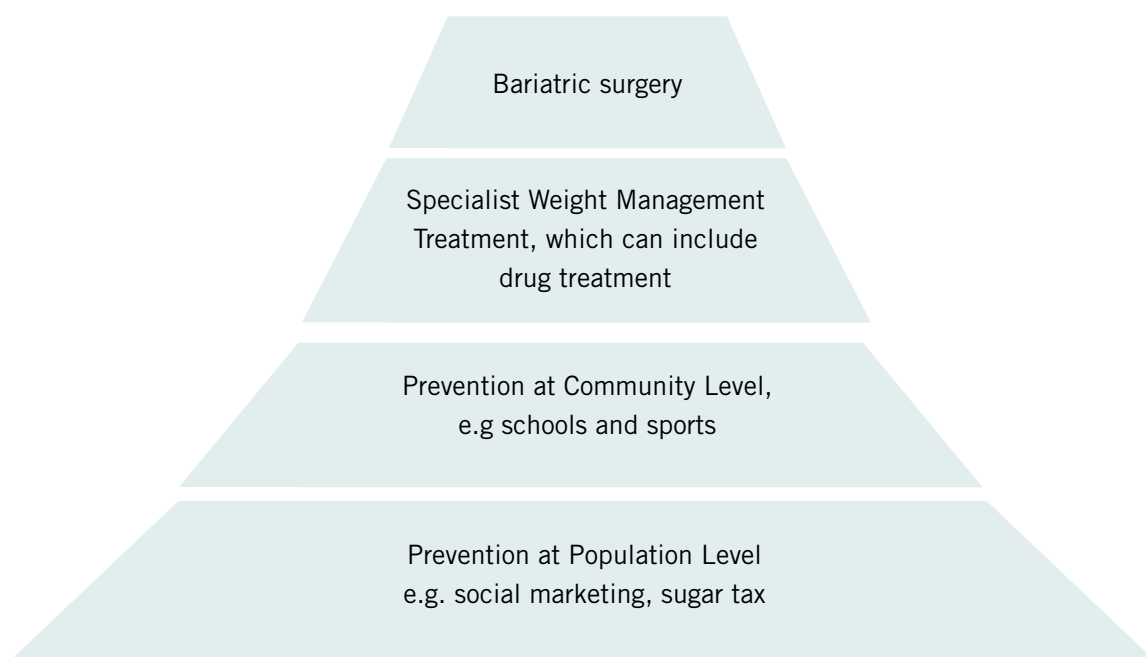 Bariatric surgery
Specialist Weight Management
Treatment, which can include
drug treatment
Prevention at Community Level,
e.g schools and sports
Prevention at Population Level
e.g. social marketing, sugar tax